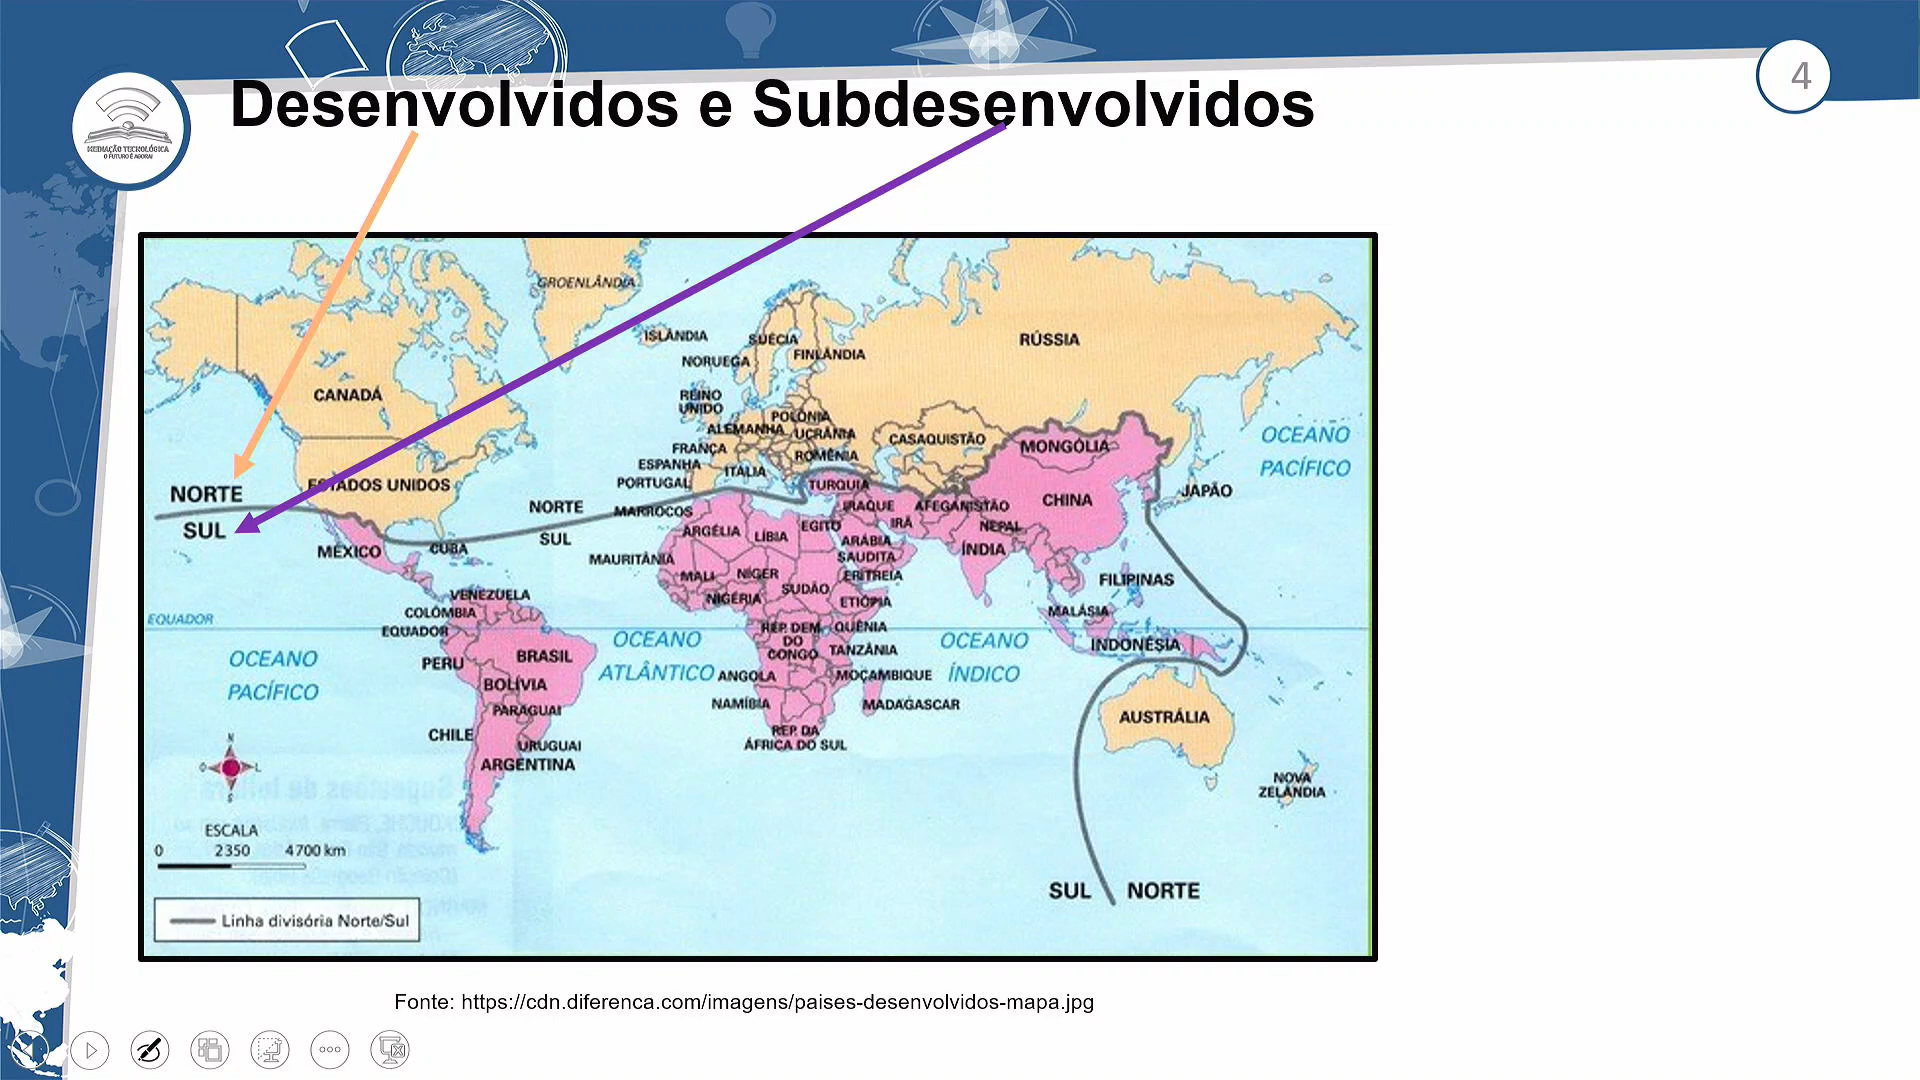 4
Desenvolvidos e Subdesenvolvidos
MEDIAÇÃO TECNOLÓGICA
O FUTURO É AGORA!
GROENLÂNDIA
ISLÂNDIA
SUÉCIA
RÚSSIA
NORUEGA
FINLÂNDIA
CANADÁ
REINO
UNIDO
POLÔNIA
ALEMANHA
UCRÂNIA
CASAQUISTÃO
OCEANO
PACÍFICO
FRANÇA
ROMÊNIA
MONGÓLIA
ESPANHA
ITÁLIA
PORTUGAL
TURQUIA
ESTADOS UNIDOS
NORTE
SUL
JAPÃO
CHINA
NORTE
SUL
MARROCOS
IRAQUE
AFEGANISTÃO
IRÃ
NEPAL
ARGÉLIA
LÍBIA
EGITO
MÉXICO
CUBA
ARÁBIA
SAUDITA
ÍNDIA
MAURITÂNIA
MALI
NÍGER
SUDÃO
ERITREIA
FILIPINAS
VENEZUELA
NIGÉRIA
ETIÓPIA
MALÁSIA
COLÔMBIA
EQUADOR
EQUADOR
REP. DEM.
DO
CONGO
QUÊNIA
OCEANO
PACÍFICO
OCEANO
ATLÂNTICO
OCEANO
ÍNDICO
INDONÉSIA
PERU
BRASIL
TANZÂNIA
BOLÍVIA
ANGOLA
MOÇAMBIQUE
PARAGUAI
NAMÍBIA
MADAGASCAR
AUSTRÁLIA
CHILE
REP. DA
ÁFRICA DO SUL
URUGUAI
ARGENTINA
NOVA
ZELÂNDIA
N
O
L
S
ESCALA
0 2350 4700 km
SUL NORTE
Linha divisória Norte/Sul
Fonte: https://cdn.diferenca.com/imagens/paises-desenvolvidos-mapa.jpg